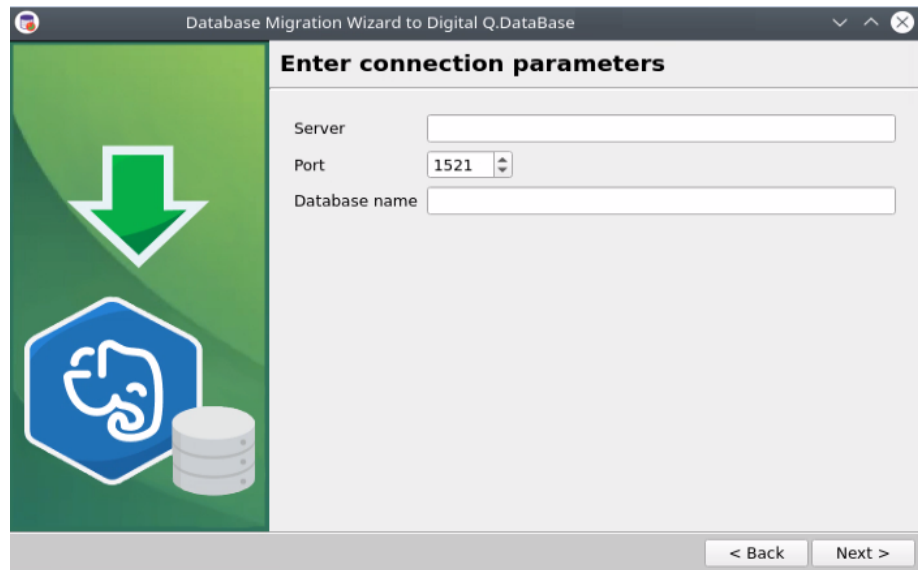 Database Migration Wizard to Digital Q.DataBase
Enter connection parameters
Server
Port 1521
Database name
< Back Next >